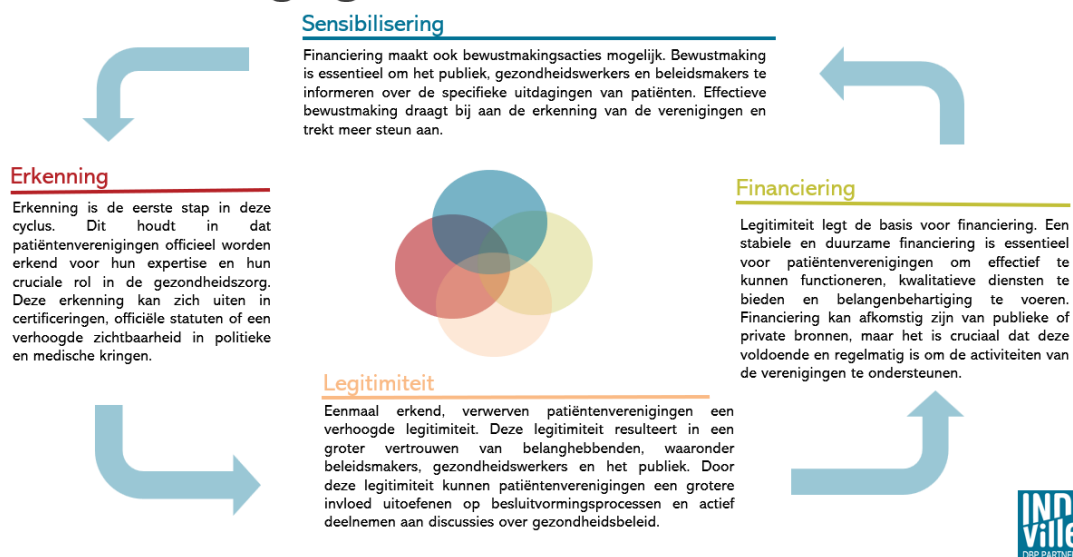 Sensibilisering
Financiering maakt ook bewustmakingsacties mogelijk. Bewustmaking
is essentieel om het publiek, gezondheidswerkers en beleidsmakers te
informeren over de specifieke uitdagingen van patiënten. Effectieve
bewustmaking draagt bij aan de erkenning van de verenigingen en
trekt meer steun aan.
Erkenning
Erkenning is de eerste stap in deze
cyclus. Dit houdt in dat
patiëntenverenigingen officieel worden
erkend voor hun expertise en hun
cruciale rol in de gezondheidszorg.
Deze erkenning kan zich uiten in
certificeringen, officiële statuten of een
verhoogde zichtbaarheid in politieke
en medische kringen.
Financiering
Legitimiteit legt de basis voor financiering. Een
stabiele en duurzame financiering is essentieel
voor patiëntenverenigingen om effectief te
kunnen functioneren, kwalitatieve diensten te
bieden en belangenbehartiging te voeren.
Financiering kan afkomstig zijn van publieke of
private bronnen, maar het is cruciaal dat deze
voldoende en regelmatig is om de activiteiten van
de verenigingen te ondersteunen.
Legitimiteit
Eenmaal erkend, verwerven patiëntenverenigingen een
verhoogde legitimiteit. Deze legitimiteit resulteert in een
groter vertrouwen van belanghebbenden, waaronder
beleidsmakers, gezondheidswerkers en het publiek. Door
deze legitimiteit kunnen patiëntenverenigingen een grotere
invloed uitoefenen op besluitvormingsprocessen en actief
deelnemen aan discussies over gezondheidsbeleid.
IND
ville
DBP PARTNE